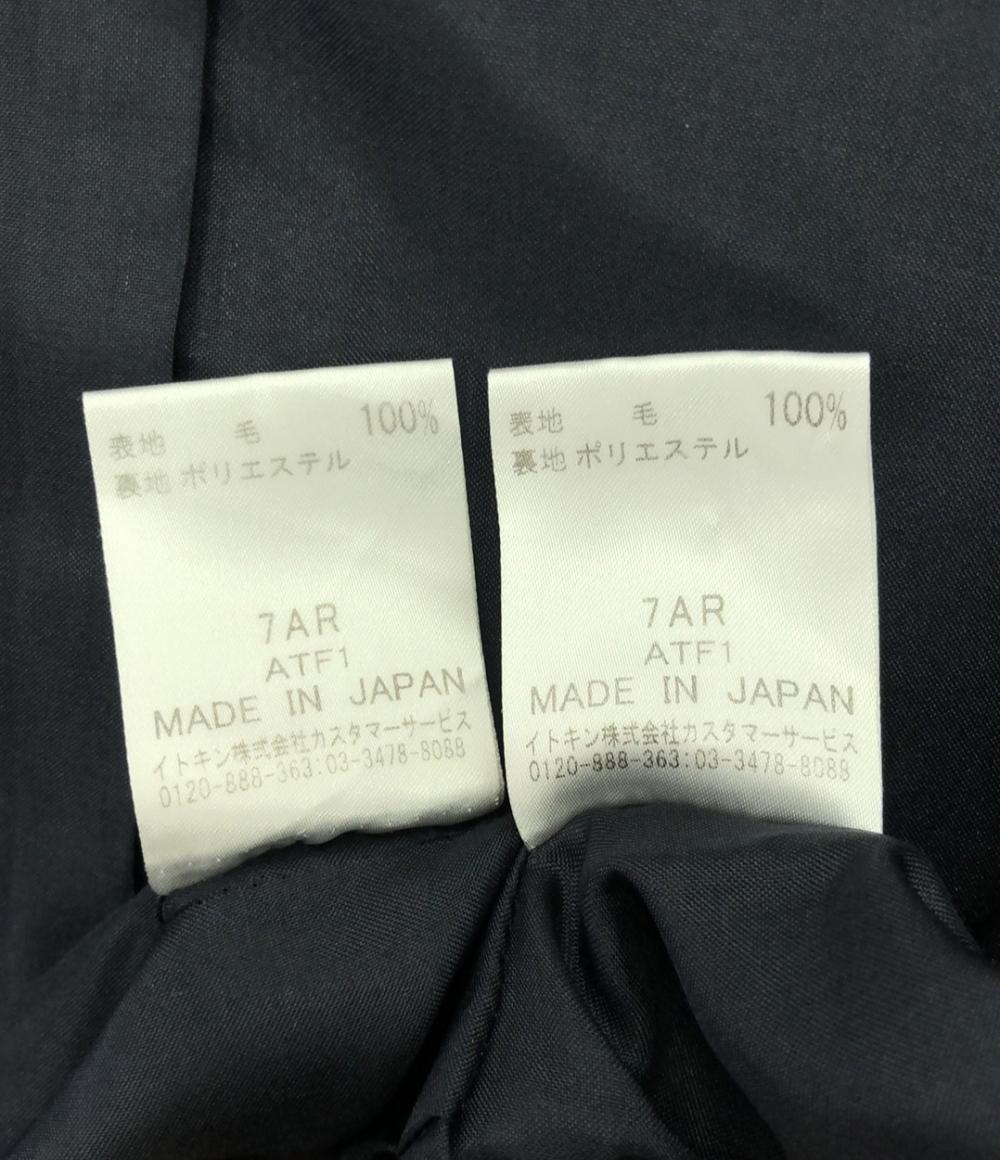 表地 毛 100%
裏地 ポリエステル
7AR
ATF1
MADE IN JAPAN
イトキン株式会社カスタマーサービス
0120-888-363:03-3478-8088
表地 毛 100%
裏地 ポリエステル
7AR
ATF1
MADE IN JAPAN
イトキン株式会社カスタマーサービス
0120-888-363:03-3478-8088